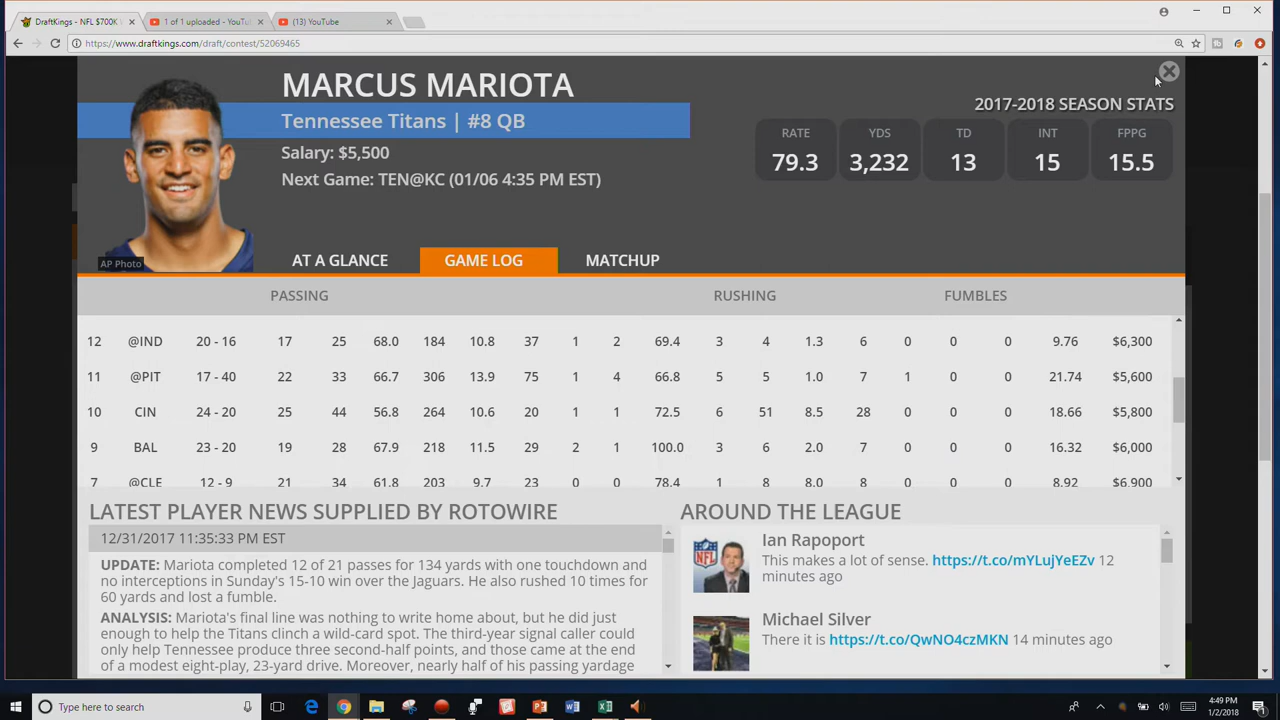 DraftKings - NFL $700K
1 of 1 uploaded - YouTu
(13) YouTube
https://www.draftkings.com/draft/contest/52069465
MARCUS MARIOTA
Tennessee Titans | #8 QB
Salary: $5,500
Next Game: TEN@KC (01/06 4:35 PM EST)
AP Photo
2017-2018 SEASON STATS
RATE YDS TD INT FPPG
79.3 3,232 13 15 15.5
AT A GLANCE GAME LOG MATCHUP
PASSING RUSHING FUMBLES
12 @IND 20 - 16 17 25 68.0 184 10.8 37 1 2 69.4 3 4 1.3 6 0 0 0 9.76 $6,300
11 @PIT 17 - 40 22 33 66.7 306 13.9 75 1 4 66.8 5 5 1.0 7 1 0 0 21.74 $5,600
10 CIN 24 - 20 25 44 56.8 264 10.6 20 1 1 72.5 6 51 8.5 28 0 0 0 18.66 $5,800
9 BAL 23 - 20 19 28 67.9 218 11.5 29 2 1 100.0 3 6 2.0 7 0 0 0 16.32 $6,000
7 @CLE 12 - 9 21 34 61.8 203 9.7 23 0 0 78.4 1 8 8.0 8 0 0 0 8.92 $6,900
LATEST PLAYER NEWS SUPPLIED BY ROTOWIRE
12/31/2017 11:35:33 PM EST
UPDATE: Mariota completed 12 of 21 passes for 134 yards with one touchdown and
no interceptions in Sunday's 15-10 win over the Jaguars. He also rushed 10 times for
60 yards and lost a fumble.
ANALYSIS: Mariota's final line was nothing to write home about, but he did just
enough to help the Titans clinch a wild-card spot. The third-year signal caller could
only help Tennessee produce three second-half points, and those came at the end
of a modest eight-play, 23-yard drive. Moreover, nearly half of his passing yardage
AROUND THE LEAGUE
Ian Rapoport
This makes a lot of sense. https://t.co/mYLujYeEZv 12
minutes ago
Michael Silver
There it is https://t.co/QwNO4czMKN 14 minutes ago
Type here to search
4:49 PM
1/2/2018